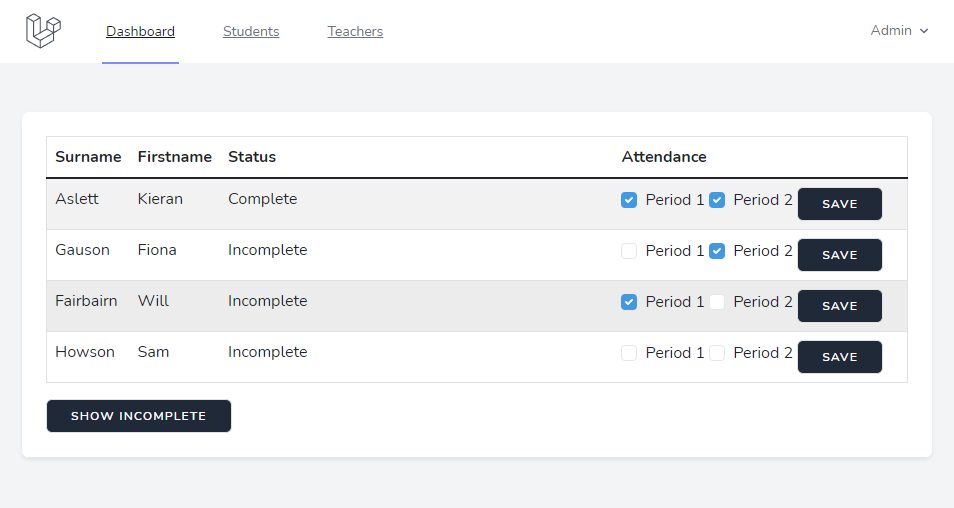 Dashboard Students Teachers Admin
Surname Firstname Status Attendance
Aslett Kieran Complete Period 1 Period 2 SAVE
Gauson Fiona Incomplete Period 1 Period 2 SAVE
Fairbairn Will Incomplete Period 1 Period 2 SAVE
Howson Sam Incomplete Period 1 Period 2 SAVE
SHOW INCOMPLETE